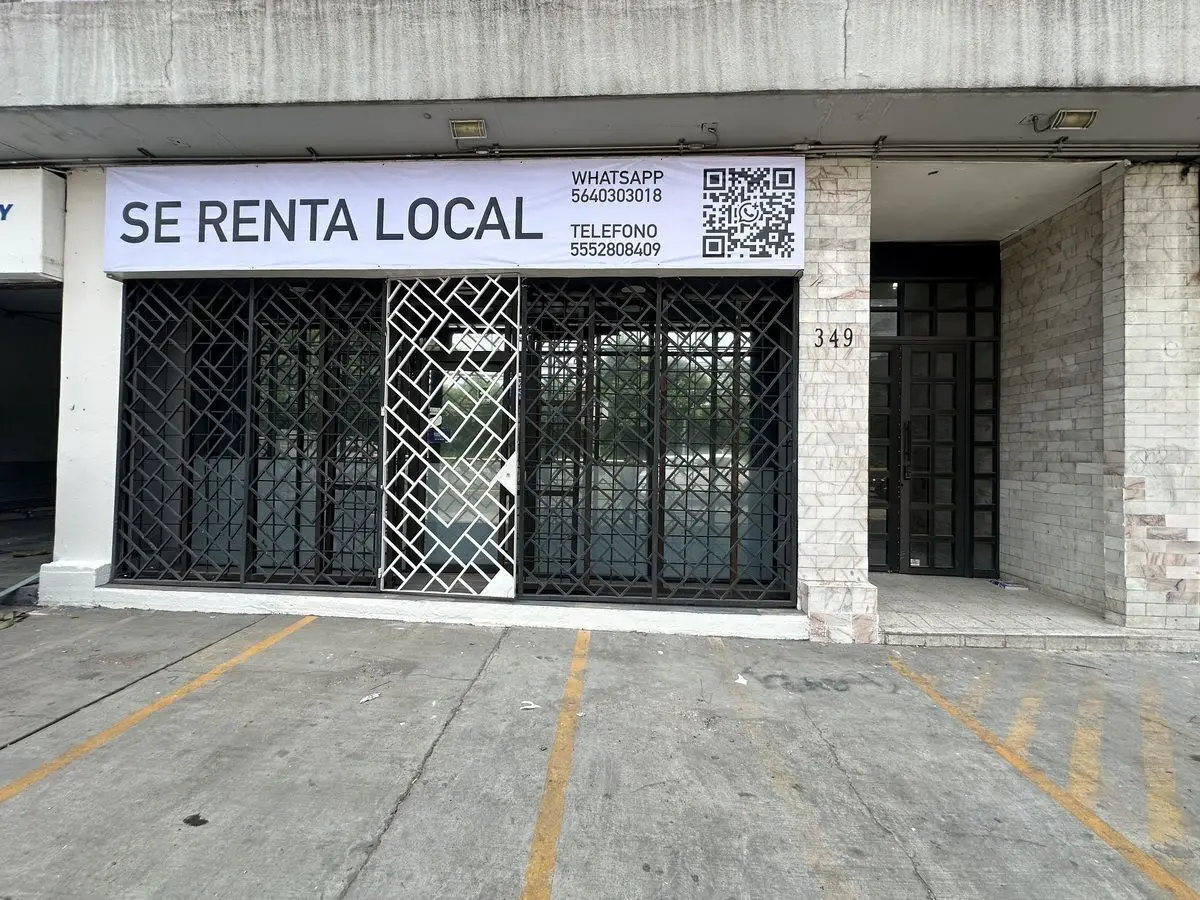 SE RENTA LOCAL
WHATSAPP
5640303018
TELEFONO
5552808409
349
Y